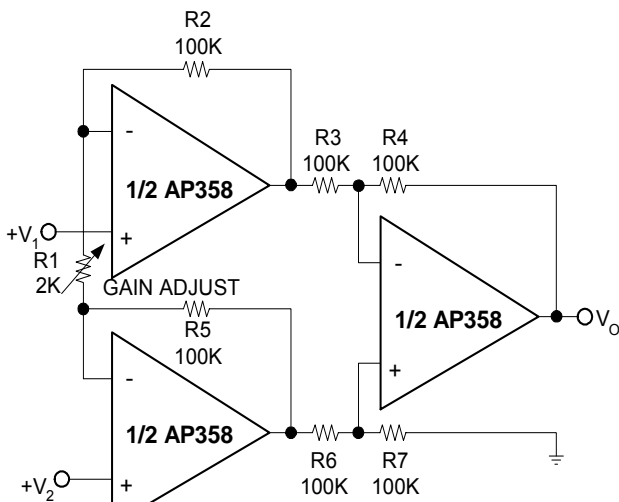 R2
100K
-
1/2 AP358
+
+V1
R1
2K
GAIN ADJUST
R3
100K
R4
100K
-
1/2 AP358
+
VO
R5
100K
-
1/2 AP358
+
+V2
R6
100K
R7
100K